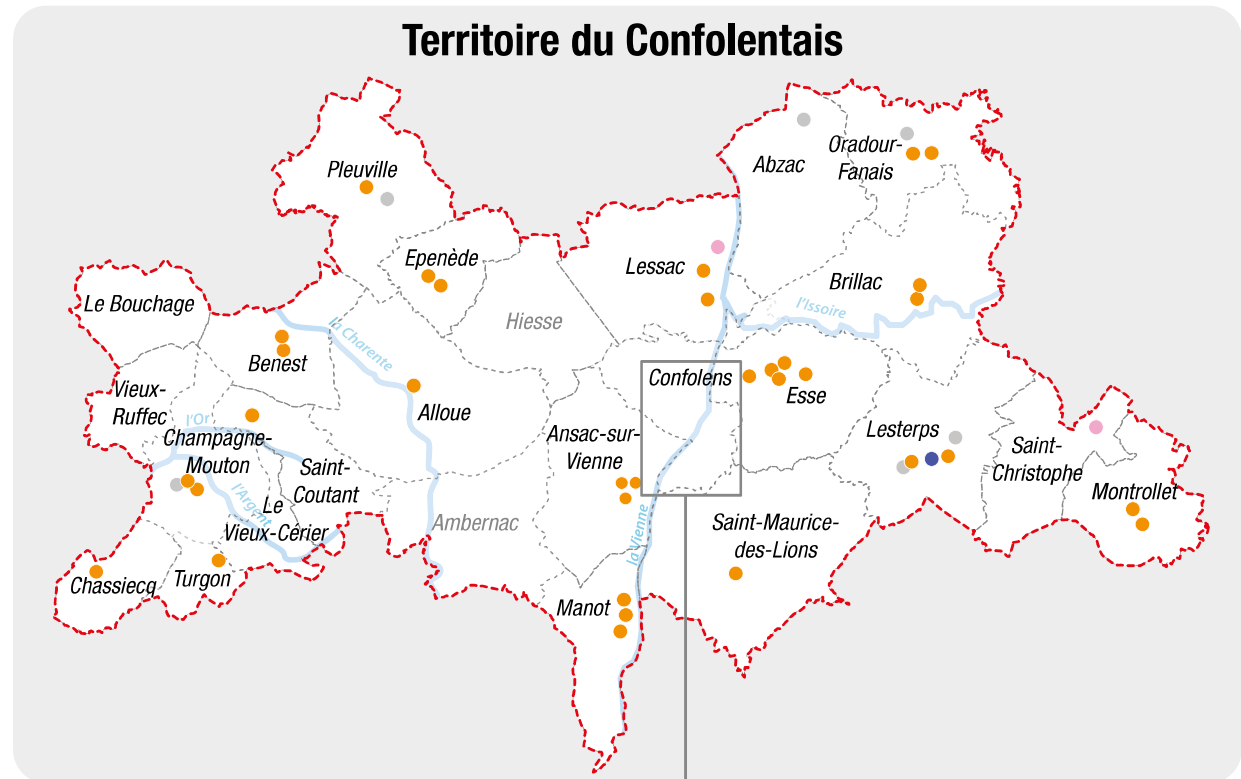 Territoire du Confolentais
Pleuville
Abzac
Oradour-
Fanais
Epenède
Lessac
Brillac
Le Bouchage
Hiesse
l'Issoire
la Charente
Benest
Vieux-
Ruffec
Alloue
Confolens
Esse
l'Or
Champagne-
Mouton
Ansac-sur-
Vienne
Lesterps
Saint-
Christophe
Saint-
Coutant
Montrollet
l'Argent
Le
Vieux-Cérier
Ambernac
la Vienne
Saint-Maurice-
des-Lions
Chassiecq
Turgon
Manot